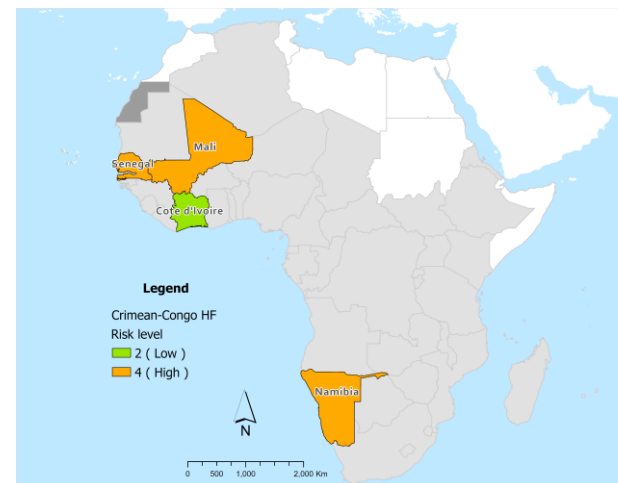 Mali
Senegal
Cote d'Ivoire
Legend
Crimean-Congo HF
Risk level
2 ( Low )
4 ( High )
Namibia
N
0 500 1,000 2,000 Km